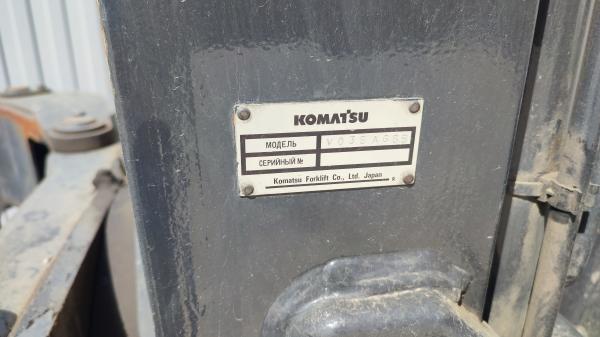 KOMATSU
МОДЕЛЬ
СЕРИЙНЫЙ №
Komatsu Forklift Co., Ltd. Japan